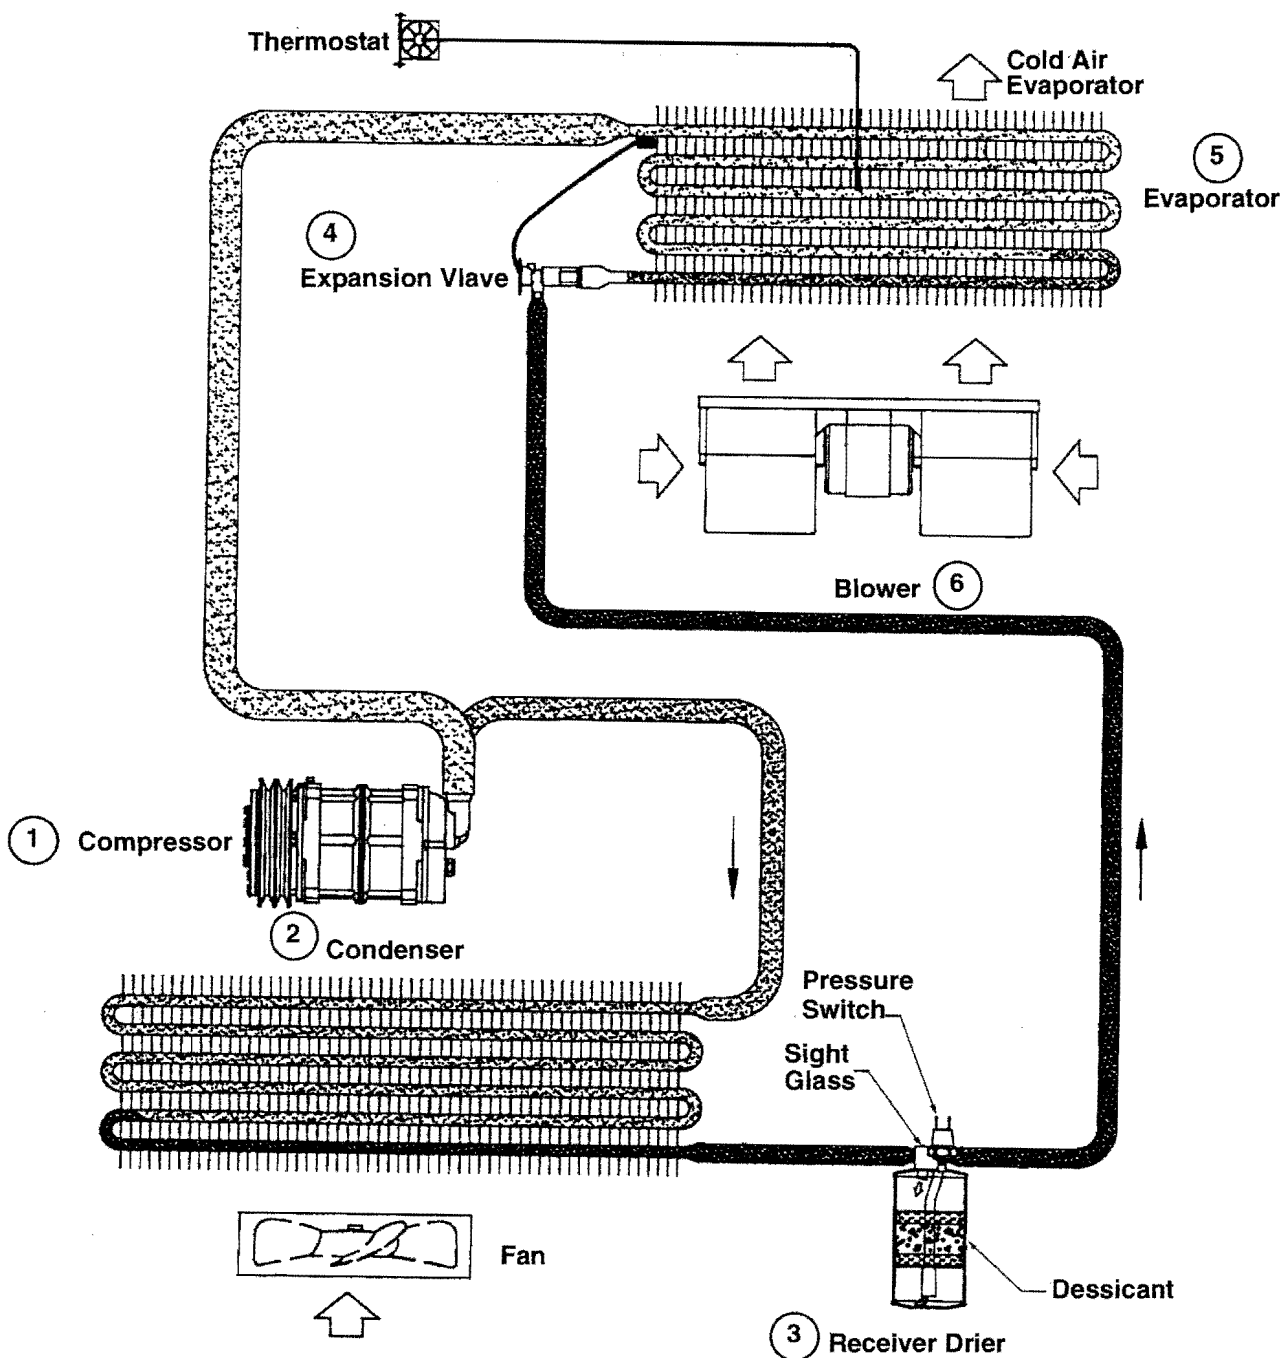 Thermostat
Cold Air
Evaporator
5
Evaporator
4
Expansion Vlave
Blower 6
1 Compressor
2 Condenser
Pressure
Switch
Sight
Glass
Fan
Dessicant
3 Receiver Drier